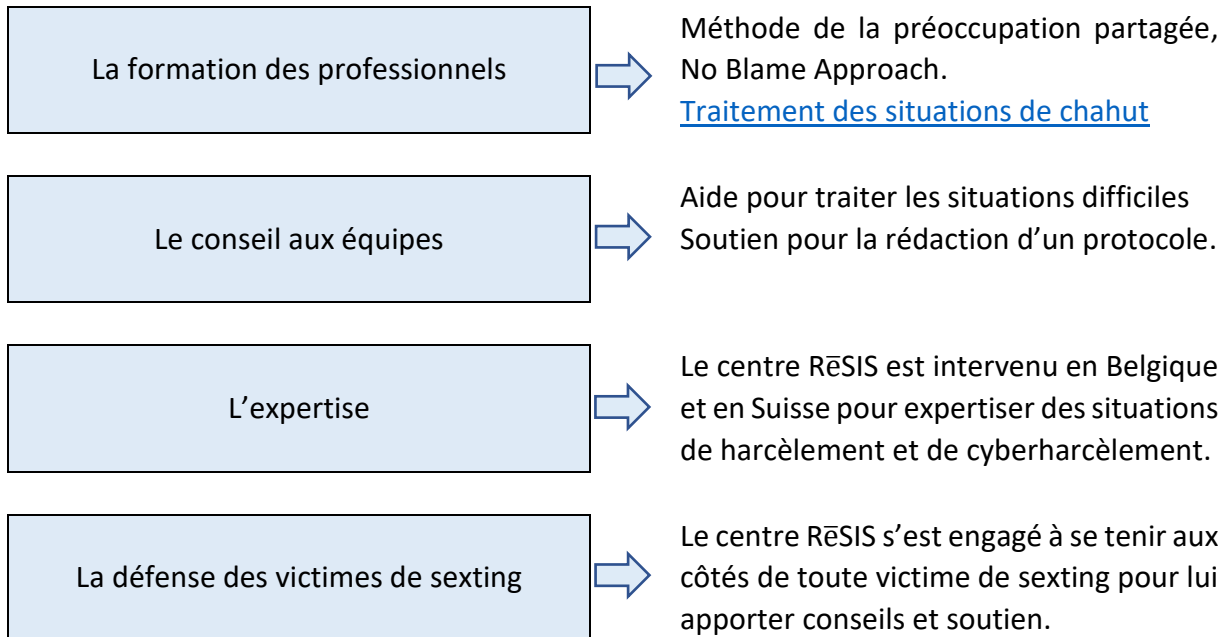 La formation des professionnels
Méthode de la préoccupation partagée,
No Blame Approach.
Traitement des situations de chahut
Le conseil aux équipes
Aide pour traiter les situations difficiles
Soutien pour la rédaction d’un protocole.
L’expertise
Le centre RēSIS est intervenu en Belgique
et en Suisse pour expertiser des situations
de harcèlement et de cyberharcèlement.
La défense des victimes de sexting
Le centre RēSIS s’est engagé à se tenir aux
côtés de toute victime de sexting pour lui
apporter conseils et soutien.